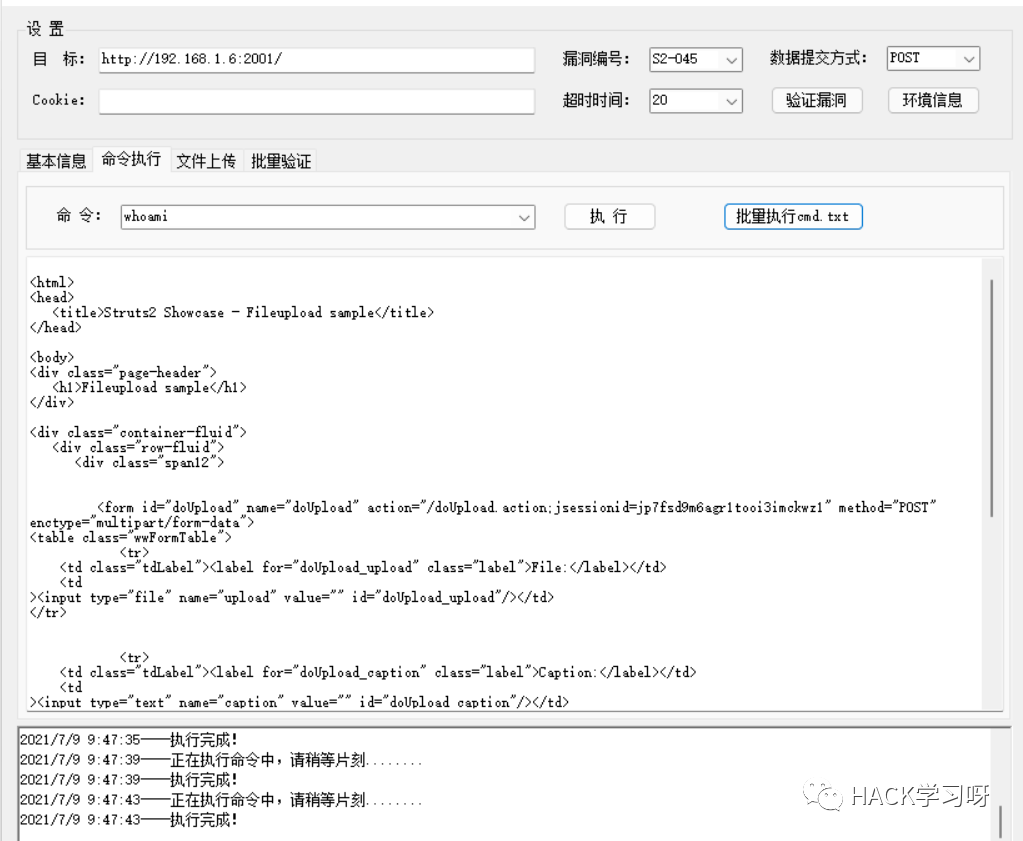 设 置
目 标: http://192.168.1.6:2001/ 漏洞编号: S2-045 数据提交方式: POST
Cookie: 超时时间: 20 验证漏洞 环境信息
基本信息 命令执行 文件上传 批量验证
命 令: whoami 执 行 批量执行cmd.txt
<html>
<head>
<title>Struts2 Showcase - Fileupload sample</title>
</head>
<body>
<div class="page-header">
<h1>Fileupload sample</h1>
</div>
<div class="container-fluid">
<div class="row-fluid">
<div class="span12">
<form id="doUpload" name="doUpload" action="/doUpload.action;jsessionid=jp7fsd9m6agr1tooi3imckwz1" method="POST"
enctype="multipart/form-data">
<table class="wwFormTable">
<tr>
<td class="tdLabel"><label for="doUpload_upload" class="label">File:</label></td>
<td
><input type="file" name="upload" value="" id="doUpload_upload"/></td>
</tr>
<tr>
<td class="tdLabel"><label for="doUpload_caption" class="label">Caption:</label></td>
<td
><input type="text" name="caption" value="" id="doUpload_caption"/></td>
2021/7/9 9:47:35——执行完成!
2021/7/9 9:47:39——正在执行命令中，请稍等片刻........
2021/7/9 9:47:39——执行完成!
2021/7/9 9:47:43——正在执行命令中，请稍等片刻........
2021/7/9 9:47:43——执行完成!
HACK学习呀